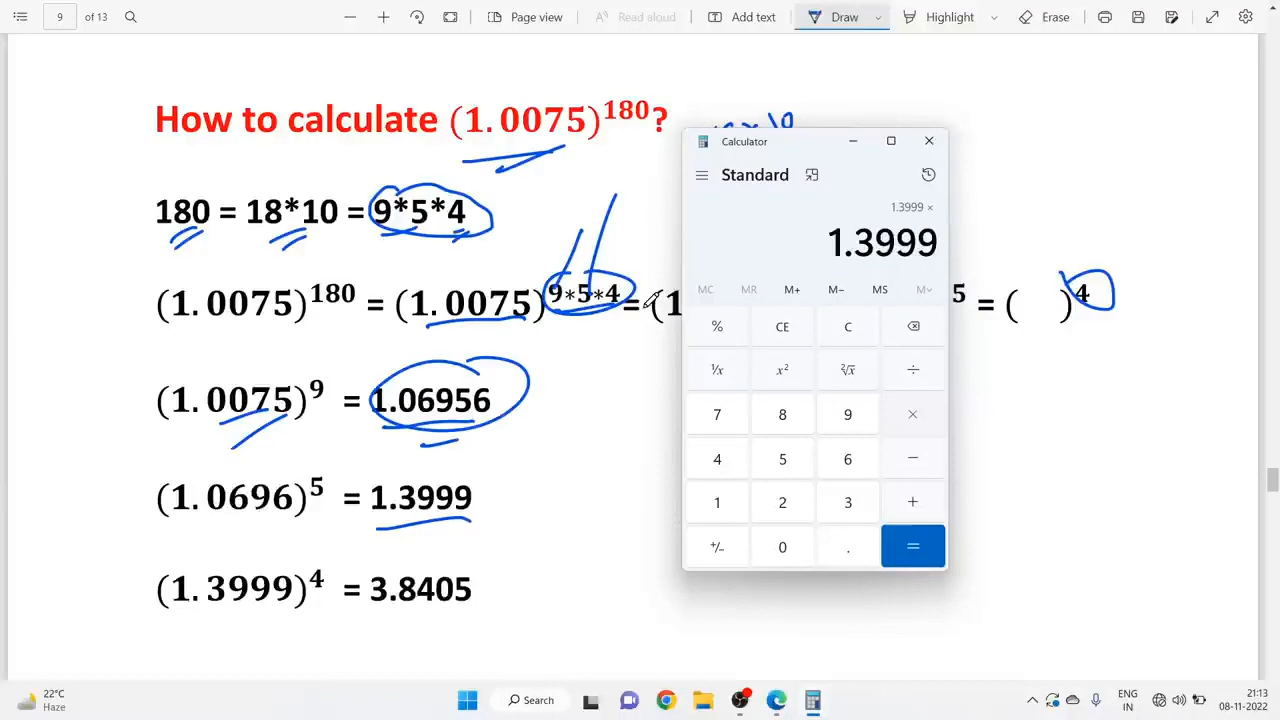 9 of 13 Page view Read aloud Add text Draw Highlight Erase
How to calculate (1.0075)^180?
180 = 18*10 = 9*5*4
(1.0075)^180 = (1.0075)^9*5*4 = (1 5 = ( )^4
(1.0075)^9 = 1.06956
(1.0696)^5 = 1.3999
(1.3999)^4 = 3.8405
Calculator
Standard
1.3999 ×
1.3999
MC MR M+ M− MS M˅
% CE C
¹/x x² ²√x ÷
7 8 9 ×
4 5 6 −
1 2 3 +
+/− 0 . =
22°C
Haze
Search
ENG
IN
21:13
08-11-2022